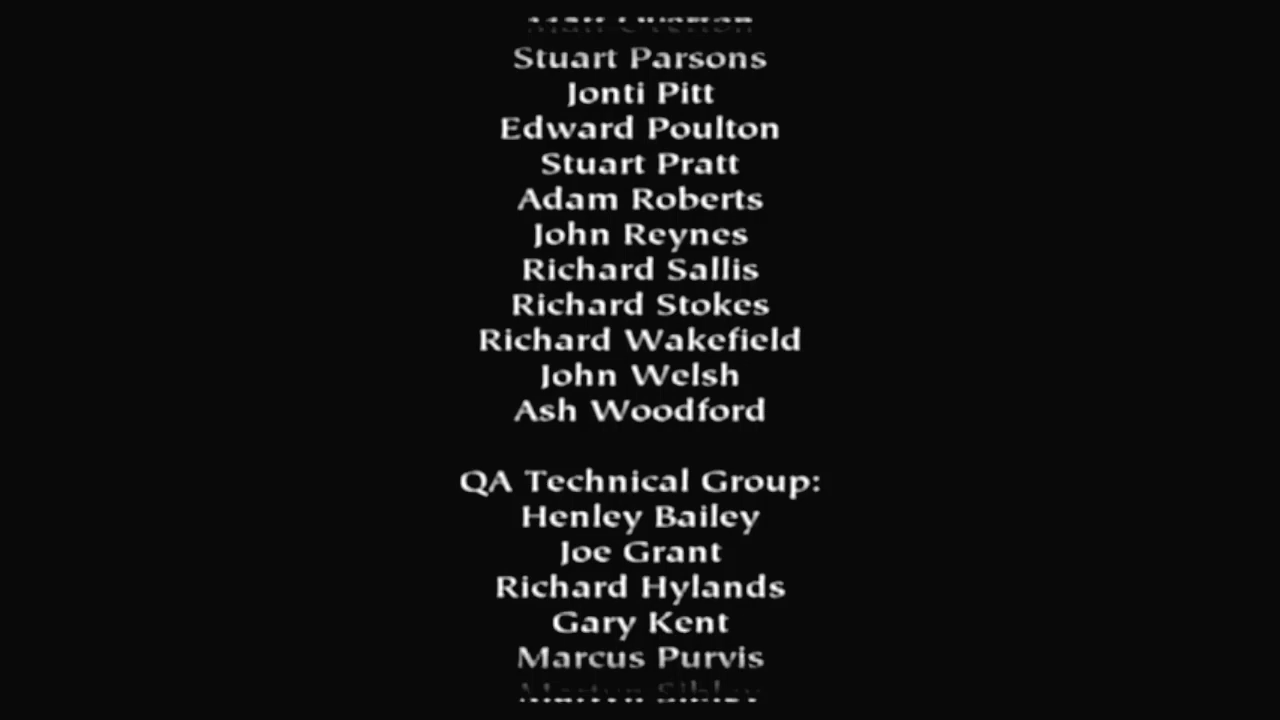 Stuart Parsons
Jonti Pitt
Edward Poulton
Stuart Pratt
Adam Roberts
John Reynes
Richard Sallis
Richard Stokes
Richard Wakefield
John Welsh
Ash Woodford
QA Technical Group:
Henley Bailey
Joe Grant
Richard Hylands
Gary Kent
Marcus Purvis